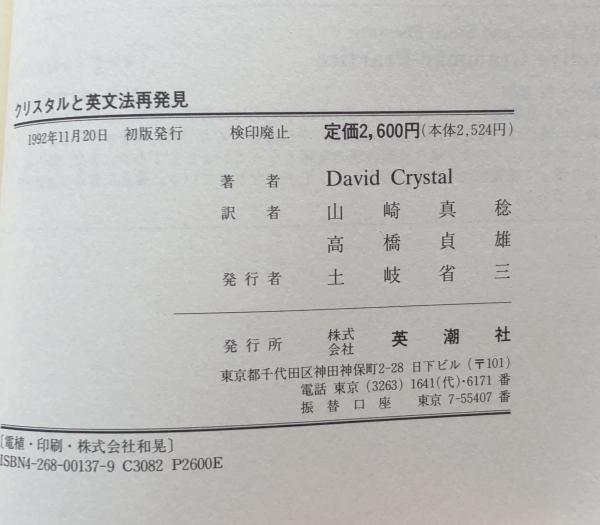 クリスタルと英文法再発見
1992年11月20日 初版発行 検印廃止 定価2,600円(本体2,524円)
著者 David Crystal
訳者 山崎真稔
高橋貞雄
発行者 土岐省三
発行所 株式会社 英潮社
東京都千代田区神田神保町2-28 日下ビル(〒101)
電話 東京 (3263) 1641(代)・6171 番
振替口座 東京 7-55407 番
〔電植・印刷・株式会社和晃〕
ISBN4-268-00137-9 C3082 P2600E